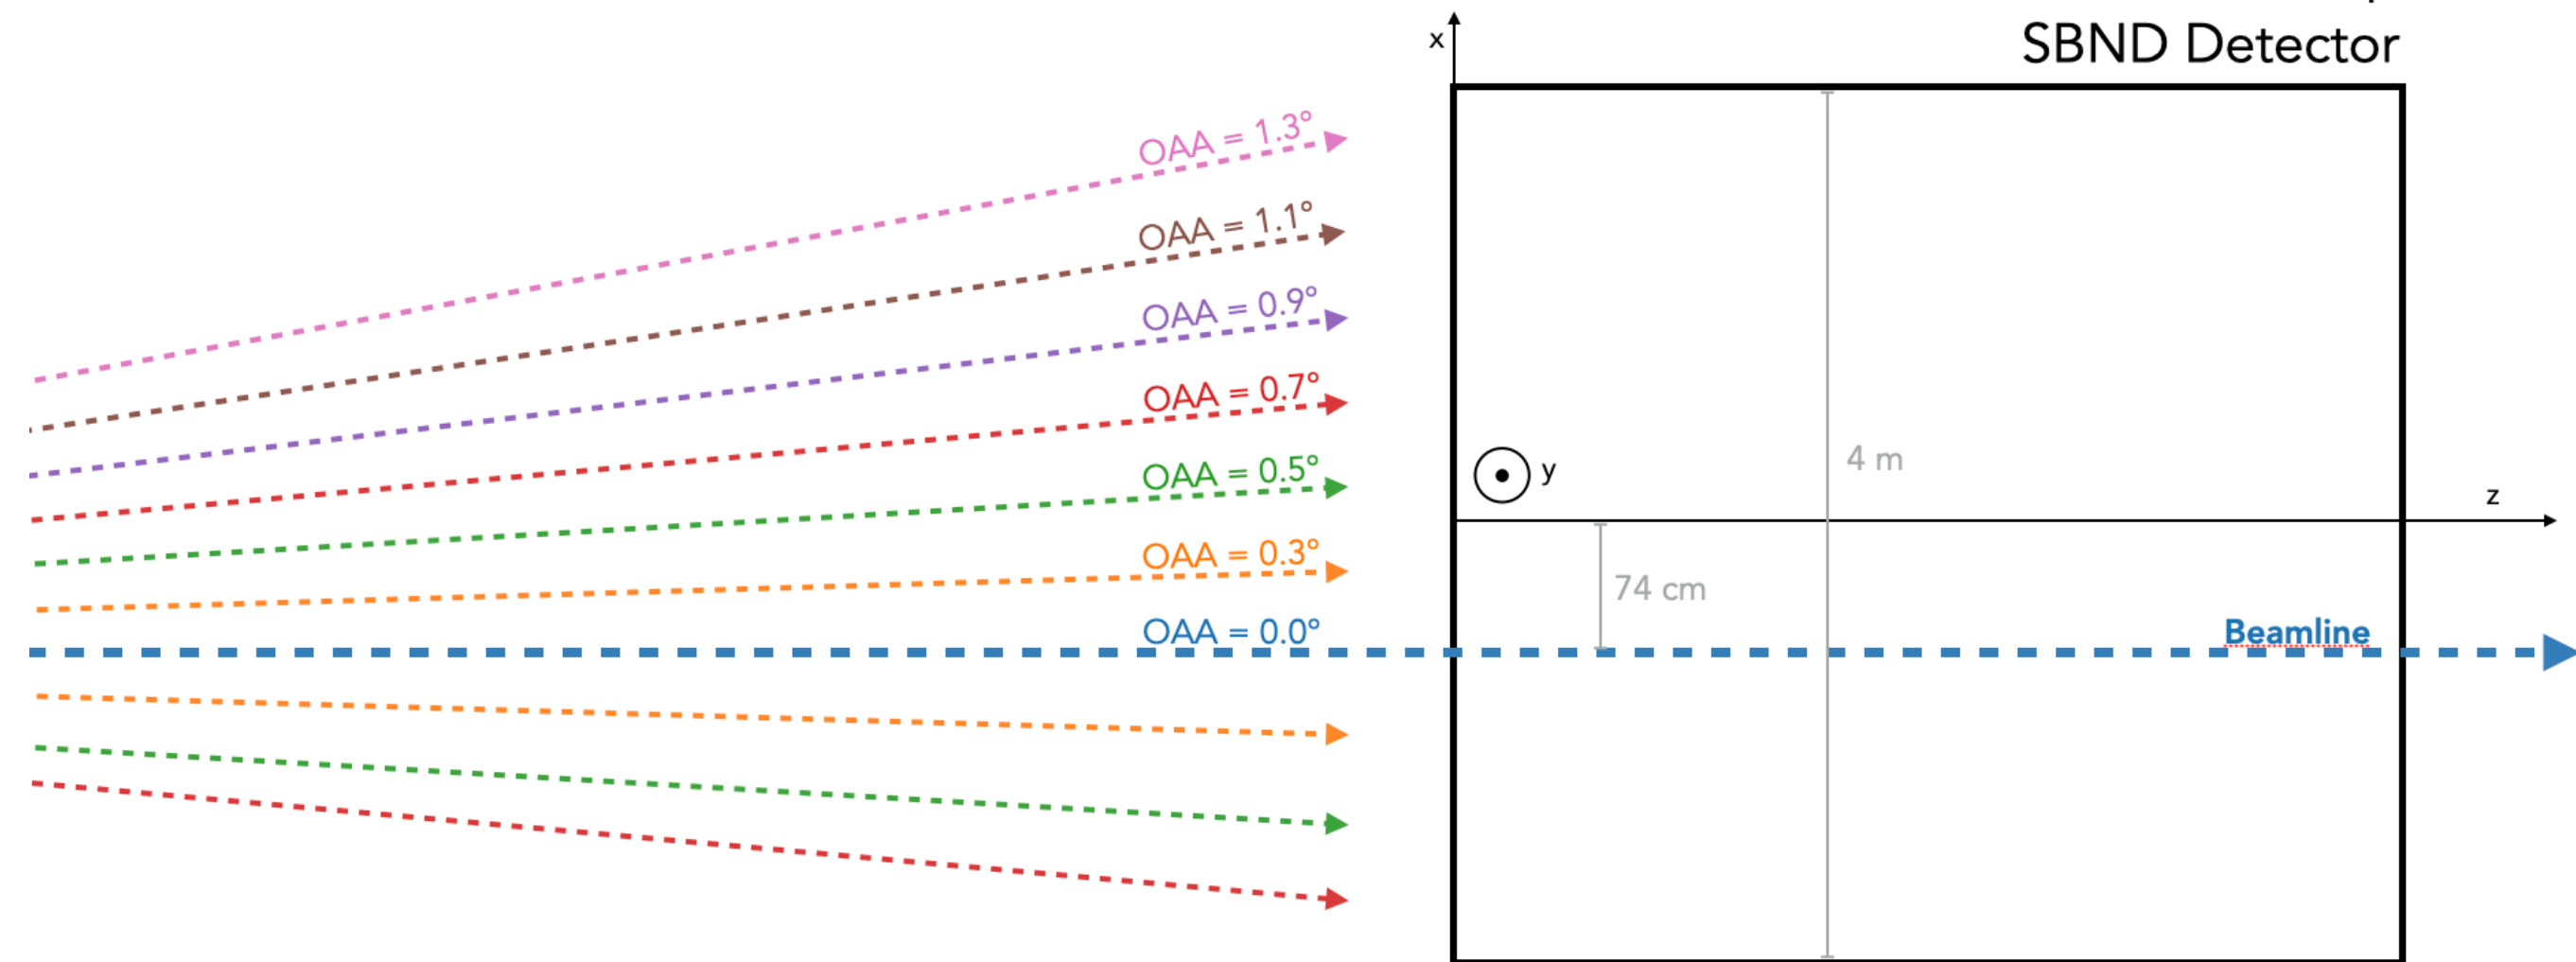 SBND Detector
x
OAA = 1.3°
OAA = 1.1°
OAA = 0.9°
OAA = 0.7°
OAA = 0.5°
OAA = 0.3°
OAA = 0.0°
y
4 m
z
74 cm
Beamline